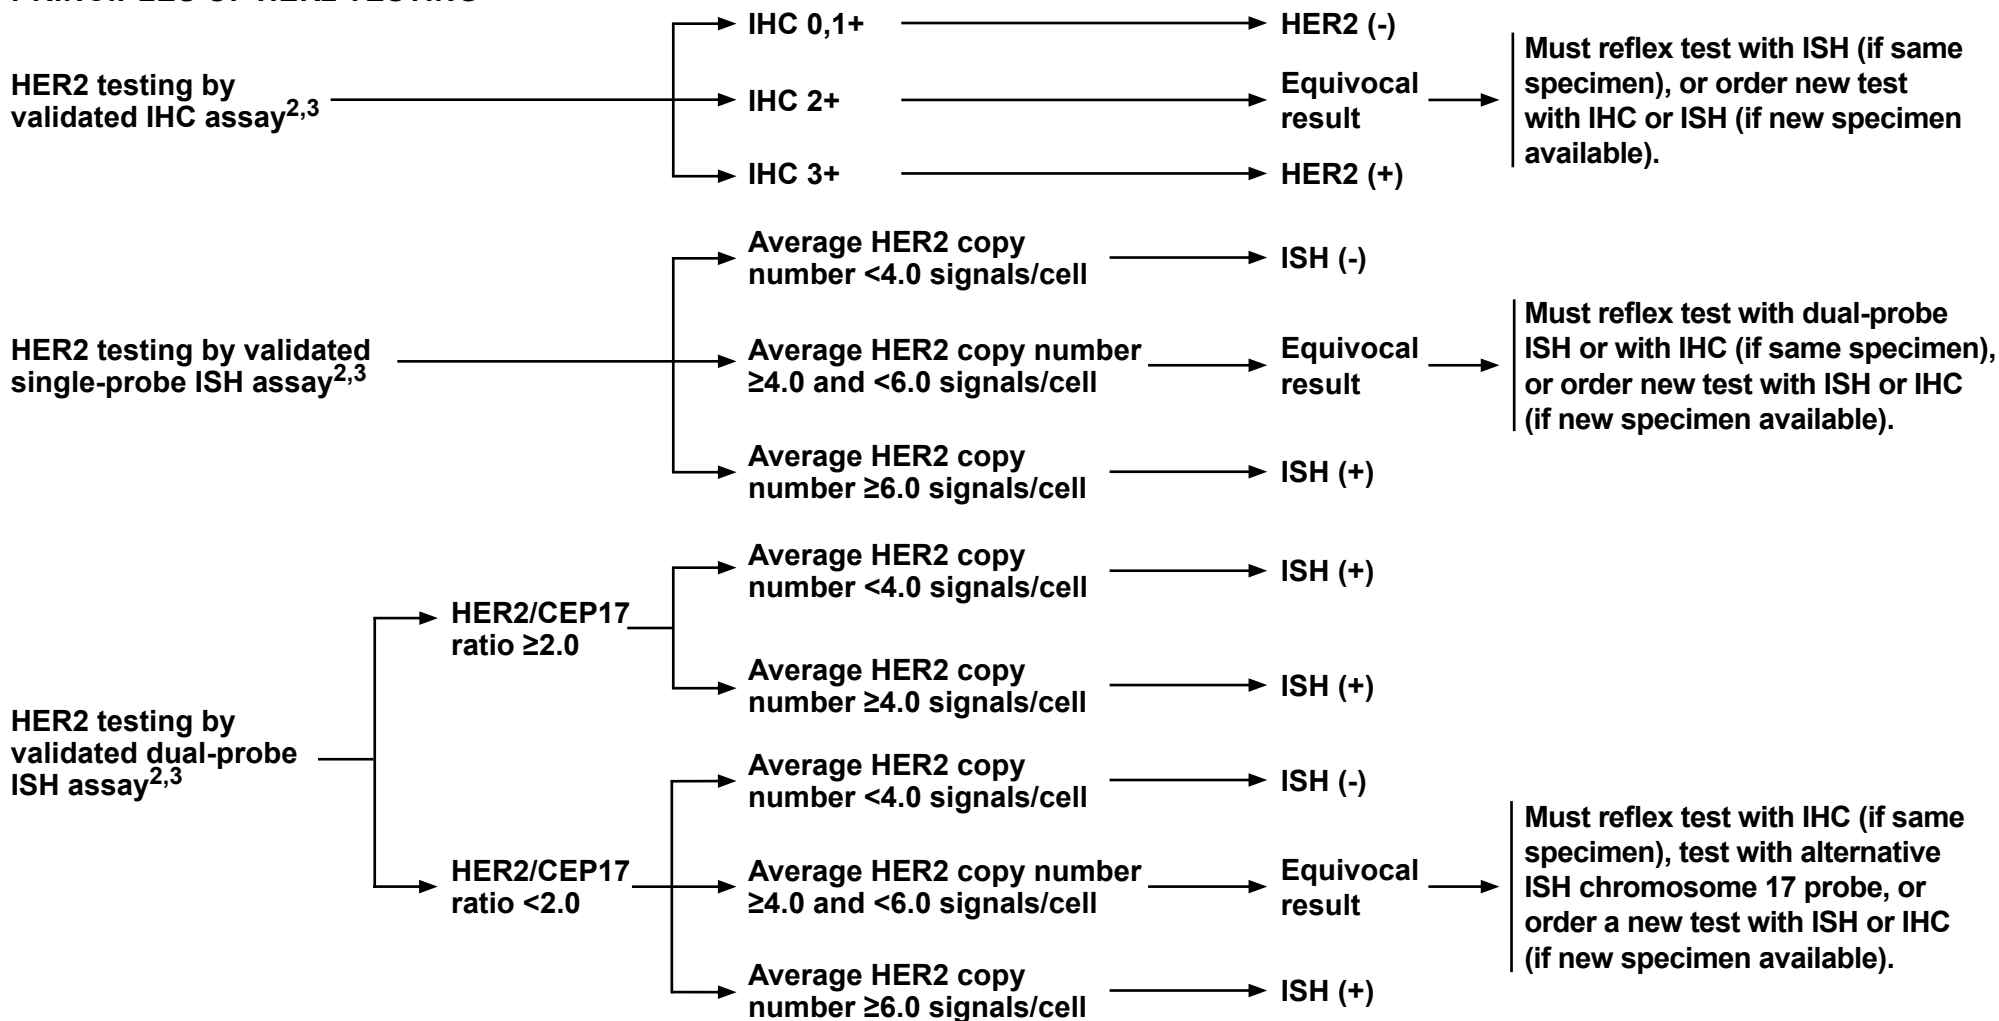 HER2 testing by
validated IHC assay2,3
IHC 0,1+
HER2 (-)
IHC 2+
Equivocal
result
Must reflex test with ISH (if same
specimen), or order new test
with IHC or ISH (if new specimen
available).
IHC 3+
HER2 (+)
HER2 testing by validated
single-probe ISH assay2,3
Average HER2 copy
number <4.0 signals/cell
ISH (-)
Average HER2 copy number
≥4.0 and <6.0 signals/cell
Equivocal
result
Must reflex test with dual-probe
ISH or with IHC (if same specimen),
or order new test with ISH or IHC
(if new specimen available).
Average HER2 copy
number ≥6.0 signals/cell
ISH (+)
HER2 testing by
validated dual-probe
ISH assay2,3
HER2/CEP17
ratio ≥2.0
Average HER2 copy
number <4.0 signals/cell
ISH (+)
Average HER2 copy
number ≥4.0 signals/cell
ISH (+)
HER2/CEP17
ratio <2.0
Average HER2 copy
number <4.0 signals/cell
ISH (-)
Average HER2 copy number
≥4.0 and <6.0 signals/cell
Equivocal
result
Must reflex test with IHC (if same
specimen), test with alternative
ISH chromosome 17 probe, or
order a new test with ISH or IHC
(if new specimen available).
Average HER2 copy
number ≥6.0 signals/cell
ISH (+)